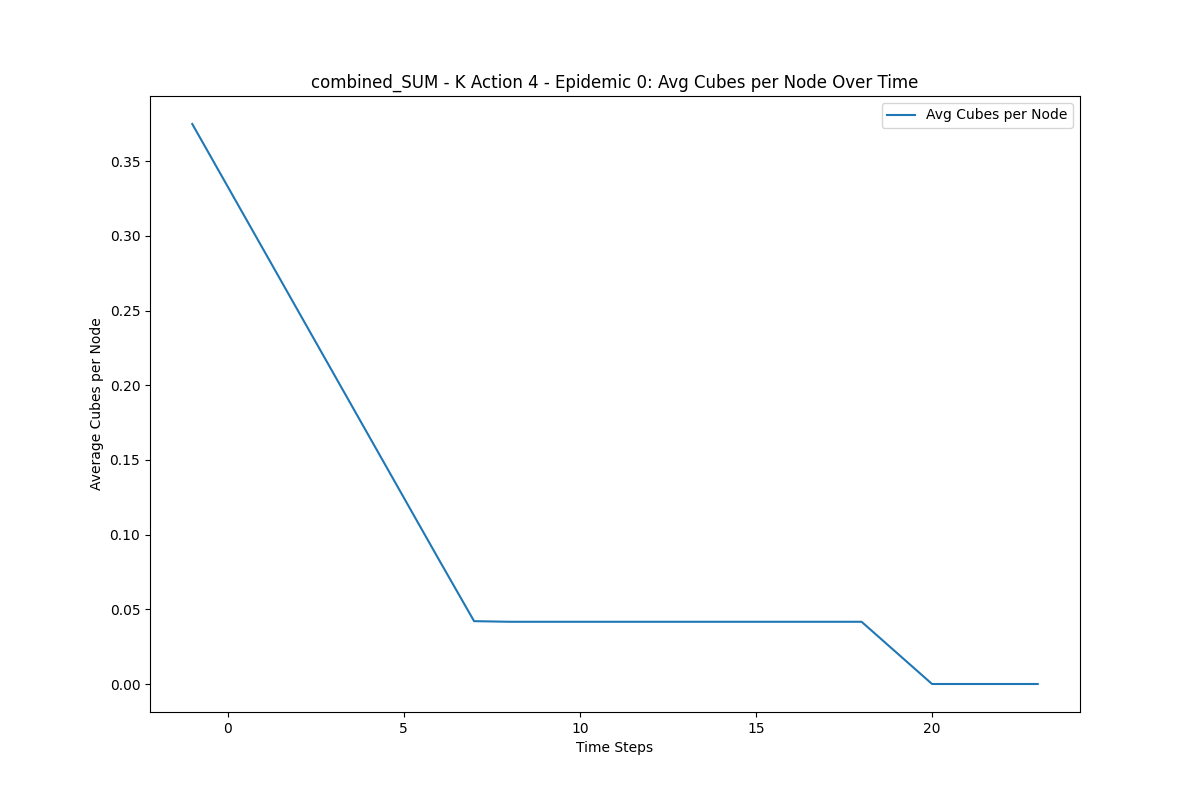 combined_SUM - K Action 4 - Epidemic 0: Avg Cubes per Node Over Time
Avg Cubes per Node
Average Cubes per Node
0.35
0.30
0.25
0.20
0.15
0.10
0.05
0.00
0 5 10 15 20
Time Steps